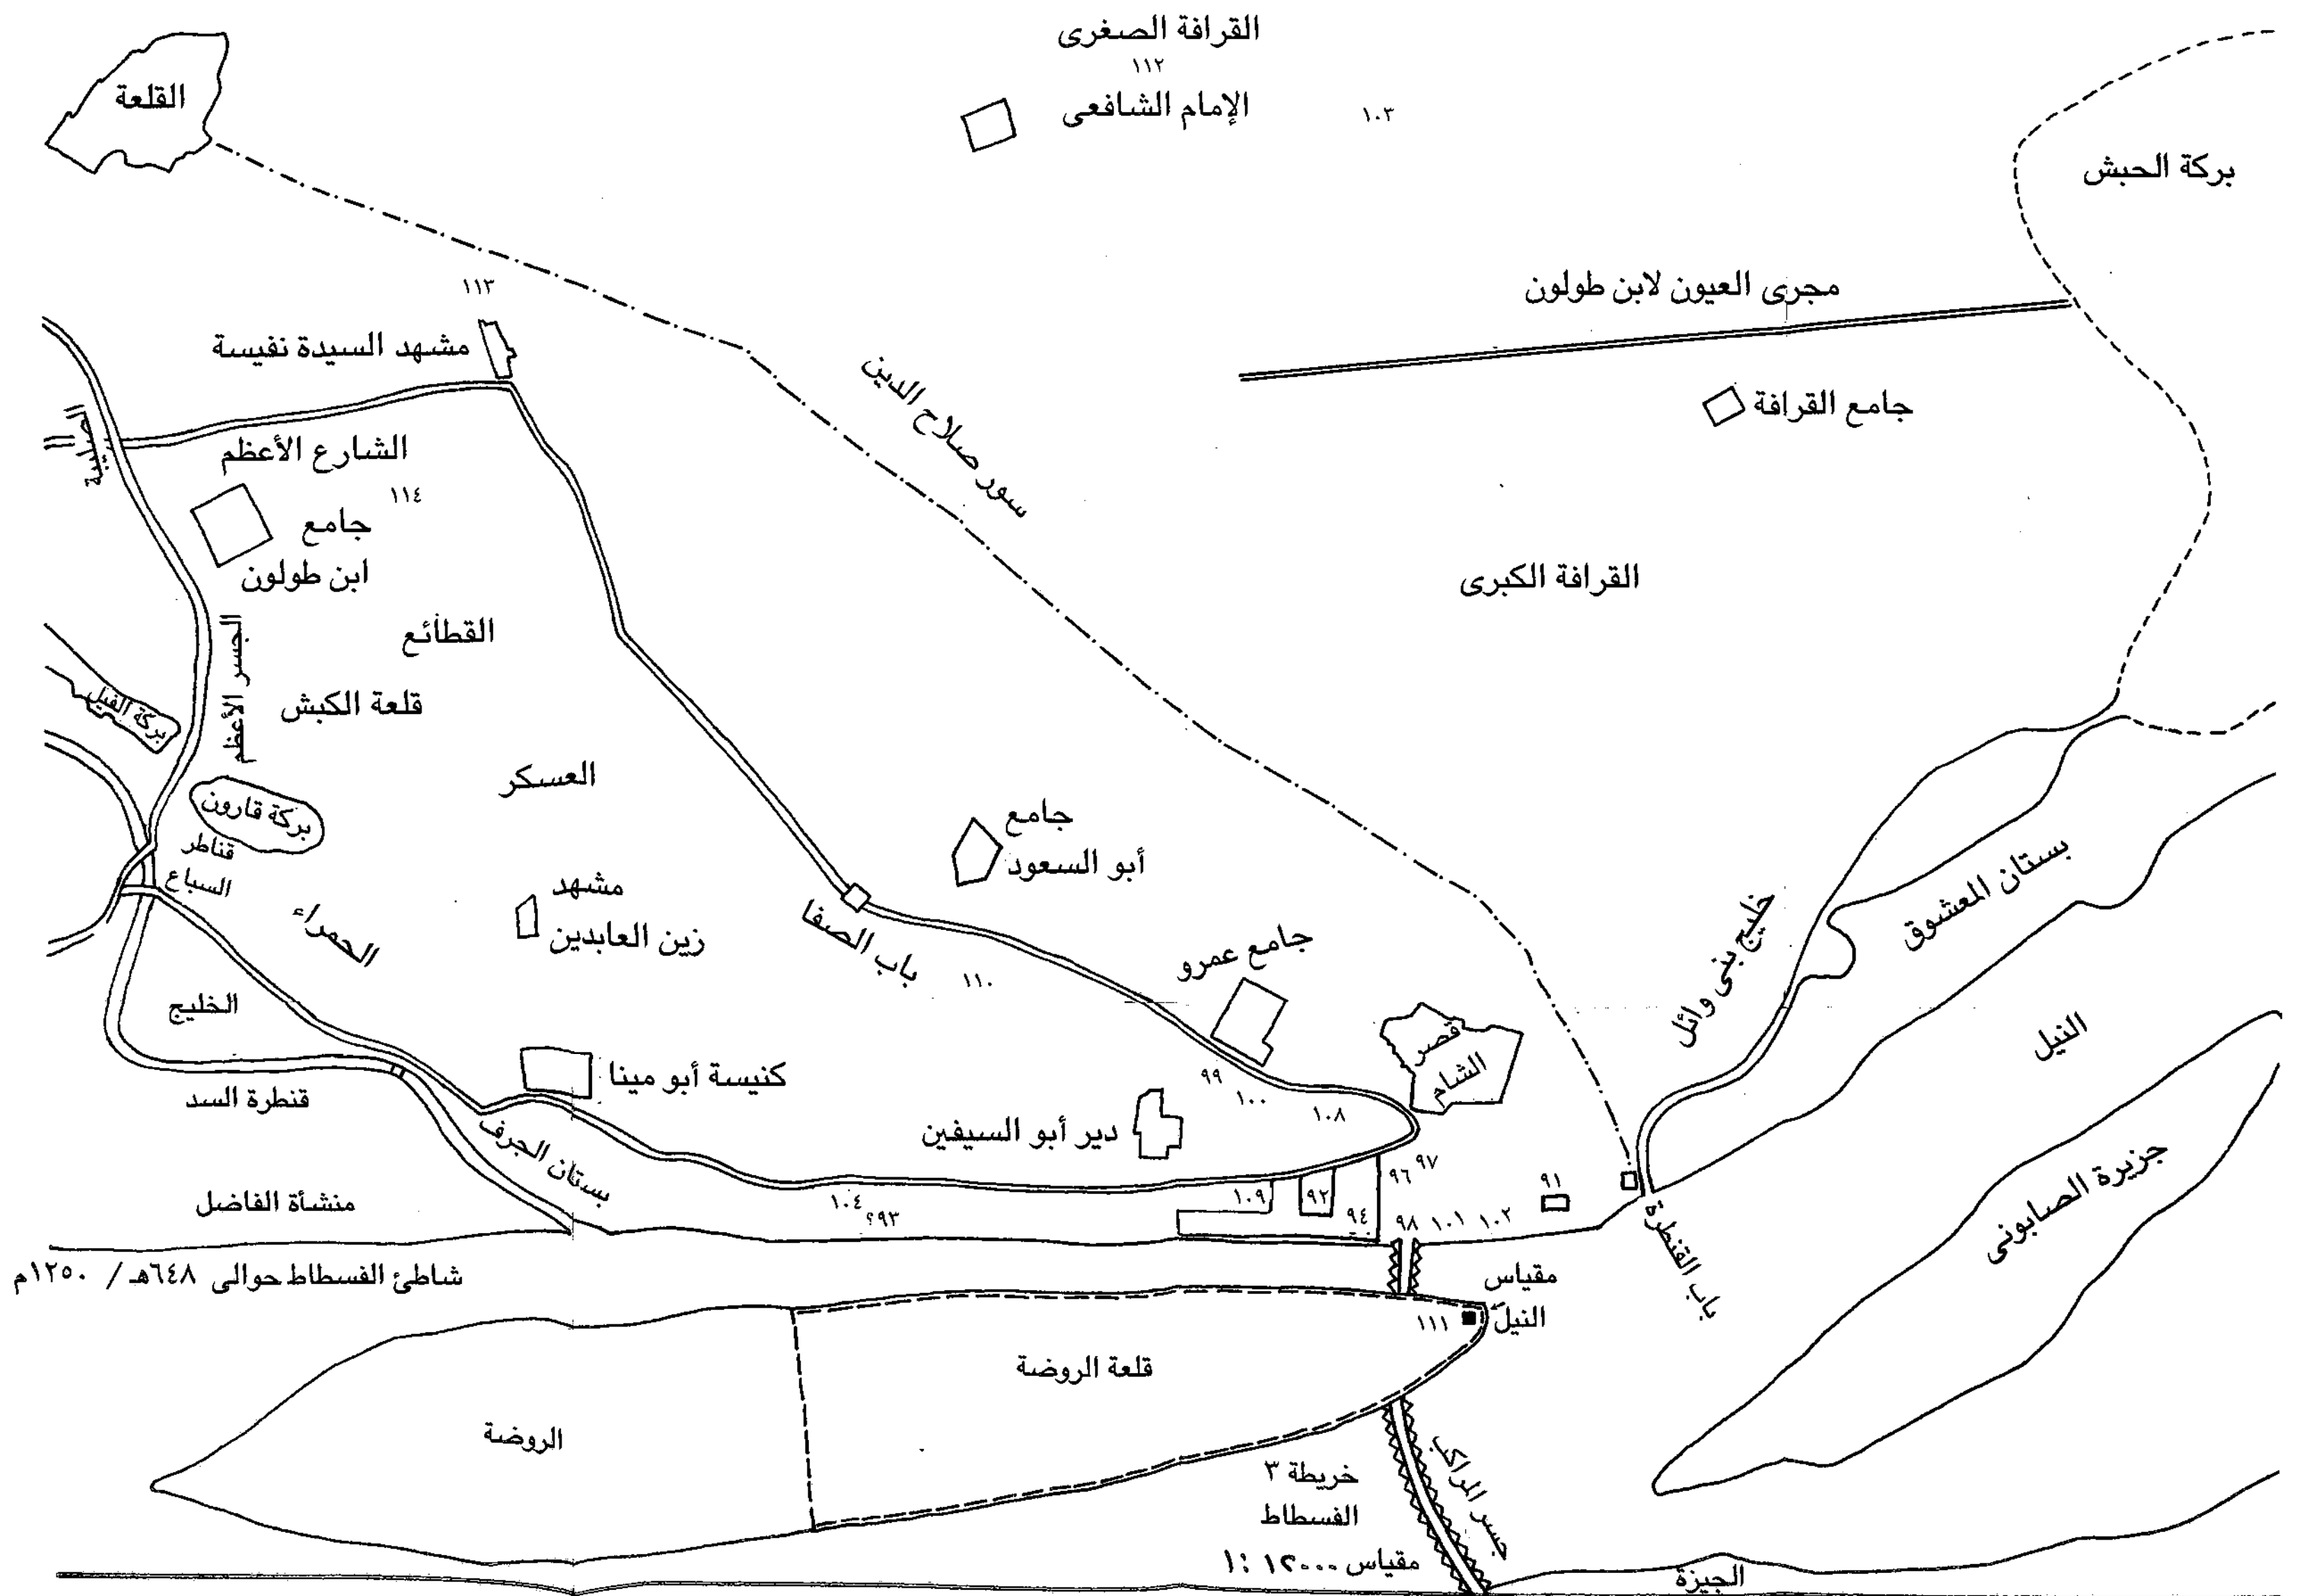 القرافة الصغرى
١١٢
الإمام الشافعى
١٠٣
القلعة
بركة الحبش
مجرى العيون لابن طولون
١١٣
مشهد السيدة نفيسة
سور صلاح الدين
جامع القرافة
الصليبية
الشارع الأعظم
١١٤
جامع
ابن طولون
القرافة الكبرى
القطائع
الجسر الأعظم
قلعة الكبش
بركة الفيل
العسكر
بركة قارون
قناطر
السباع
جامع
أبو السعود
مشهد
زين العابدين
الحمراء
باب الصفا
١١٠
جامع عمرو
بستان المعشوق
خليج بنى وائل
النيل
الخليج
قصر
الشام
كنيسة أبو مينا
٩٩
١٠٠
١٠٨
قنطرة السد
دير أبو السيفين
بستان الجرف
٩٧
٩٦
٩١
منشأة الفاضل
١٠٤
٩٣؟
١٠٩
٩٢
٩٤
٩٨
١٠١
١٠٢
باب القنطرة
جزيرة الصابونى
شاطئ الفسطاط حوالى ٦٤٨هـ / ١٢٥٠م
مقياس
النيل
١١١
قلعة الروضة
الروضة
جسر المراكب
خريطة ٣
الفسطاط
مقياس ١٢٠٠٠ :١
الجيزة